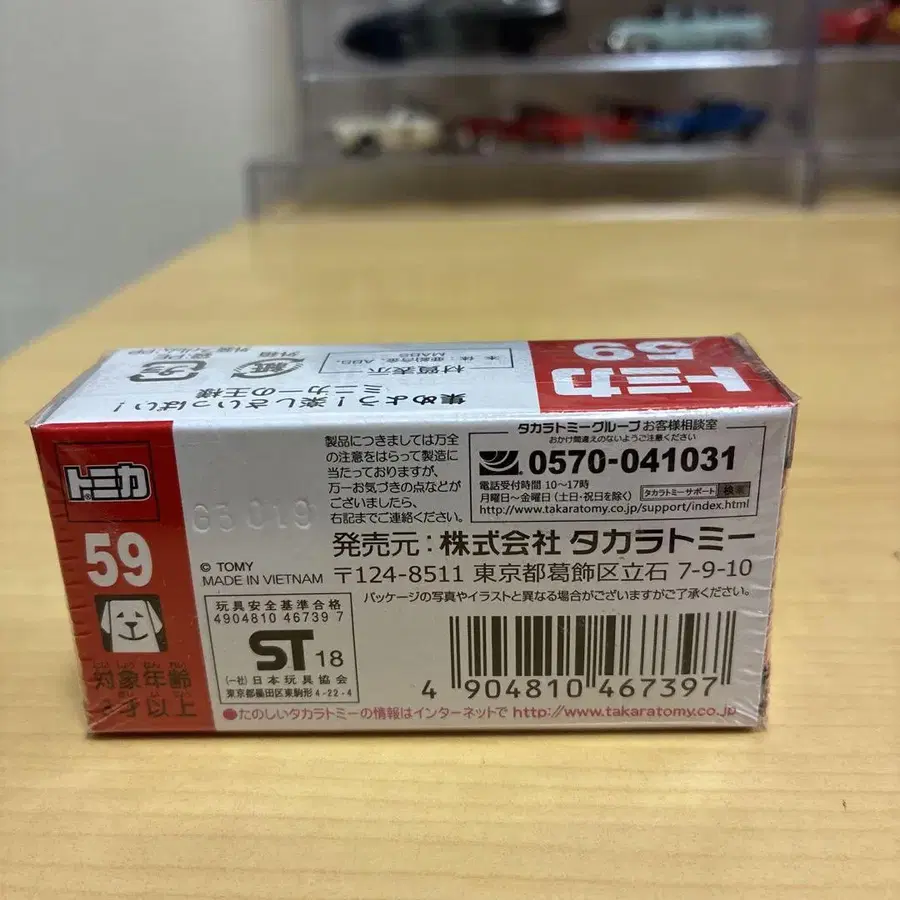 トミカ
59
材質表示
本体：亜鉛合金、ABS、
MABS
紙
外箱
集めよう！楽しさいっぱい！
ミニカーの王様
トミカ
59
対象年齢
3才以上
63019
© TOMY
MADE IN VIETNAM
製品につきましては万全
の注意をはらって製造に
当たっておりますが、
万一お気づきの点などが
ございましたら、
右記までご連絡ください。
タカラトミーグループ お客様相談室
おかけ間違えのないようご注意ください
0570-041031
電話受付時間 10〜17時
月曜日〜金曜日 (土日・祝日を除く)
タカラトミーサポート 検索
http://www.takaratomy.co.jp/support/index.html
発売元：株式会社 タカラトミー
〒124-8511 東京都葛飾区立石 7-9-10
パッケージの写真やイラストと異なる場合がございますがご了承ください。
玩具安全基準合格
4904810 46739 7
ST 18
(一社)日本玩具協会
東京都墨田区東駒形4-22-4
4 904810 467397
●たのしいタカラトミーの情報はインターネットで http://www.takaratomy.co.jp